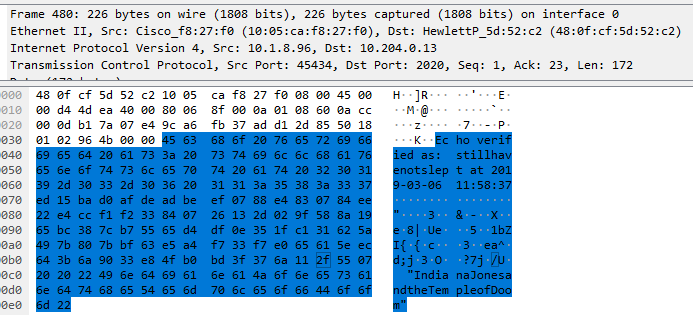 Frame 480: 226 bytes on wire (1808 bits), 226 bytes captured (1808 bits) on interface 0
Ethernet II, Src: Cisco_f8:27:f0 (10:05:ca:f8:27:f0), Dst: HewlettP_5d:52:c2 (48:0f:cf:5d:52:c2)
Internet Protocol Version 4, Src: 10.1.8.96, Dst: 10.204.0.13
Transmission Control Protocol, Src Port: 45434, Dst Port: 2020, Seq: 1, Ack: 23, Len: 172
0000 48 0f cf 5d 52 c2 10 05 ca f8 27 f0 08 00 45 00 H··]R··· ··'···E·
0010 00 d4 4d ea 40 00 80 06 8f 00 0a 01 08 60 0a cc ··M·@··· ·····`··
0020 00 0d b1 7a 07 e4 9c a6 fb 37 ad d1 2d 85 50 18 ···z···· ·7··-·P·
0030 01 02 96 4b 00 00 45 63 68 6f 20 76 65 72 69 66 ···K··Ec ho verif
0040 69 65 64 20 61 73 3a 20 73 74 69 6c 6c 68 61 76 ied as:  stillhav
0050 65 6e 6f 74 73 6c 65 70 74 20 61 74 20 32 30 31 enotslep t at 201
0060 39 2d 30 33 2d 30 36 20 31 31 3a 35 38 3a 33 37 9-03-06  11:58:37
0070 ed 15 ba d0 af de ad be ef 07 88 e4 83 07 84 ee ········ ········
0080 22 e4 cc f1 f2 33 84 07 26 13 2d 02 9f 58 8a 19 "····3·· &·-··X··
0090 65 bc 38 7c b7 55 65 d4 df 0e 35 1f c1 31 62 5a e·8|·Ue· ··5··1bZ
00a0 49 7b 80 7b bf 63 e5 a4 f7 33 f7 e0 65 61 5e ec I{·{·c·· ·3··ea^·
00b0 64 3b 6a 90 33 e8 4f b0 bd 3f 37 6a 11 2f 55 07 d;j·3·O· ·?7j·/U·
00c0 20 20 22 49 6e 64 69 61 6e 61 4a 6f 6e 65 73 61   "India naJonesa
00d0 6e 64 74 68 65 54 65 6d 70 6c 65 6f 66 44 6f 6f ndtheTem pleofDoo
00e0 6d 22 m"